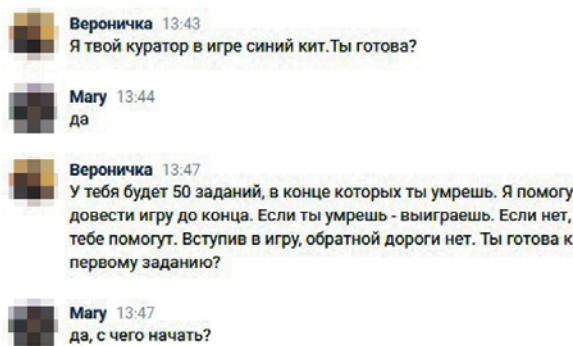 Вероничка 13:43
Я твой куратор в игре синий кит.Ты готова?
Mary 13:44
да
Вероничка 13:47
У тебя будет 50 заданий, в конце которых ты умрешь. Я помогу
довести игру до конца. Если ты умрешь - выиграешь. Если нет,
тебе помогут. Вступив в игру, обратной дороги нет. Ты готова к
первому заданию?
Mary 13:47
да, с чего начать?